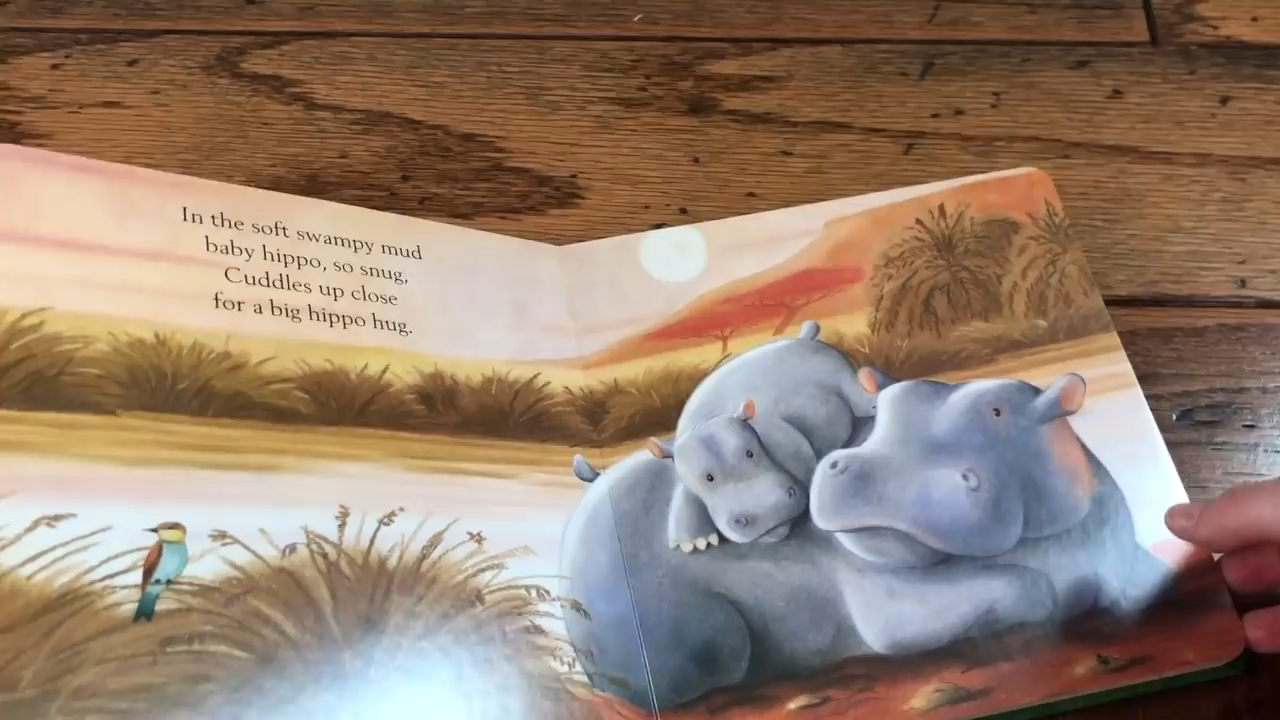 In the soft swampy mud
baby hippo, so snug,
Cuddles up close
for a big hippo hug.